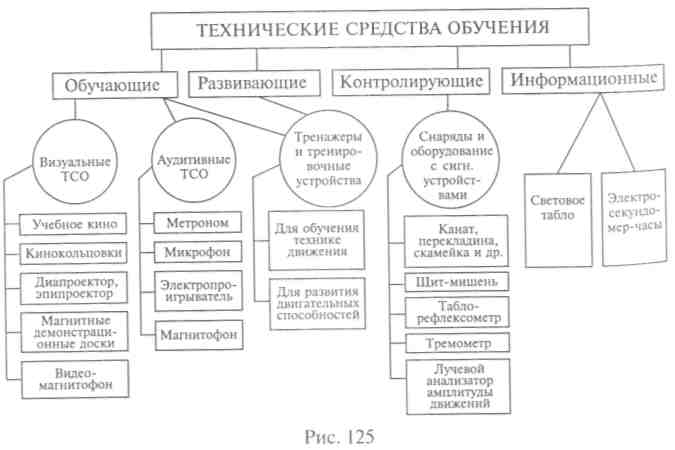 ТЕХНИЧЕСКИЕ СРЕДСТВА ОБУЧЕНИЯ
Обучающие
Развивающие
Контролирующие
Информационные
Визуальные
ТСО
Аудитивные
ТСО
Тренажеры
и трениро-
вочные
устройства
Снаряды и
оборудование
с сигн.
устройст-
вами
Световое
табло
Электро-
секундо-
мер-часы
Учебное кино
Кинокольцовки
Диапроектор,
эпипроектор
Магнитные
демонстраци-
онные доски
Видео-
магнитофон
Метроном
Микрофон
Электропро-
игрыватель
Магнитофон
Для обучения
технике
движения
Для развития
двигательных
способностей
Канат,
перекладина,
скамейка и др.
Щит-мишень
Табло-
рефлексометр
Тремометр
Лучевой
анализатор
амплитуды
движений
Рис. 125